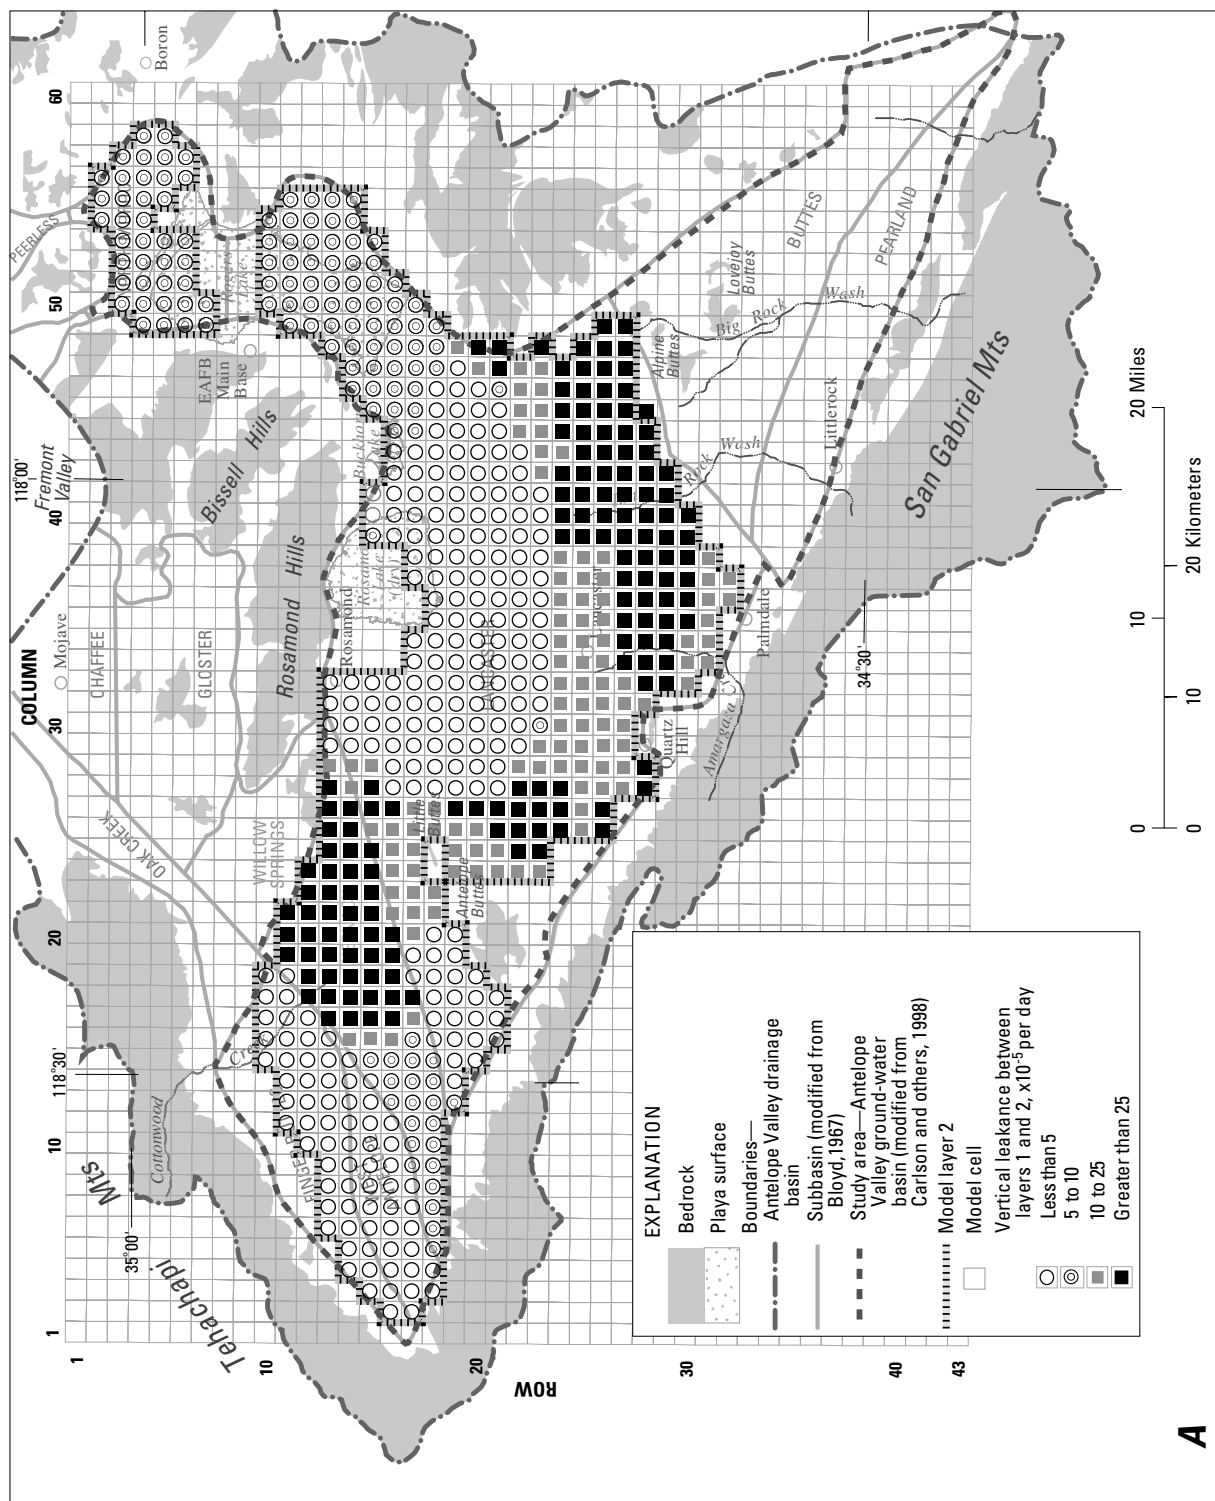 COLUMN
1
10
20
30
40
50
60
ROW
1
10
20
30
40
43
118°30'
118°00'
35°00'
34°30'
Tehachapi
Mts
Cottonwood
Creek
OAK CREEK
WILLOW
SPRINGS
Mojave
CHAFFEE
GLOSTER
Rosamond Hills
Bissell Hills
Fremont
Valley
EAFB
Main
Base
Rogers
Lake
PEERLESS
Boron
Rosamond
Buckhorn
Lake
LANCASTER
Lancaster
Little
Buttes
Antelope
Buttes
Quartz
Hill
Amargosa
Palmdale
Rock
Wash
Littlerock
Alpine
Buttes
Big Rock
Wash
Lovejoy
Buttes
BUTTES
PEARLAND
San Gabriel Mts
EXPLANATION
Bedrock
Playa surface
Boundaries—
Antelope Valley drainage
basin
Subbasin (modified from
Bloyd,1967)
Study area—Antelope
Valley ground-water
basin (modified from
Carlson and others, 1998)
Model layer 2
Model cell
Vertical leakance between
layers 1 and 2, x10-5 per day
Less than 5
5 to 10
10 to 25
Greater than 25
0
10
20 Miles
0
10
20 Kilometers
A